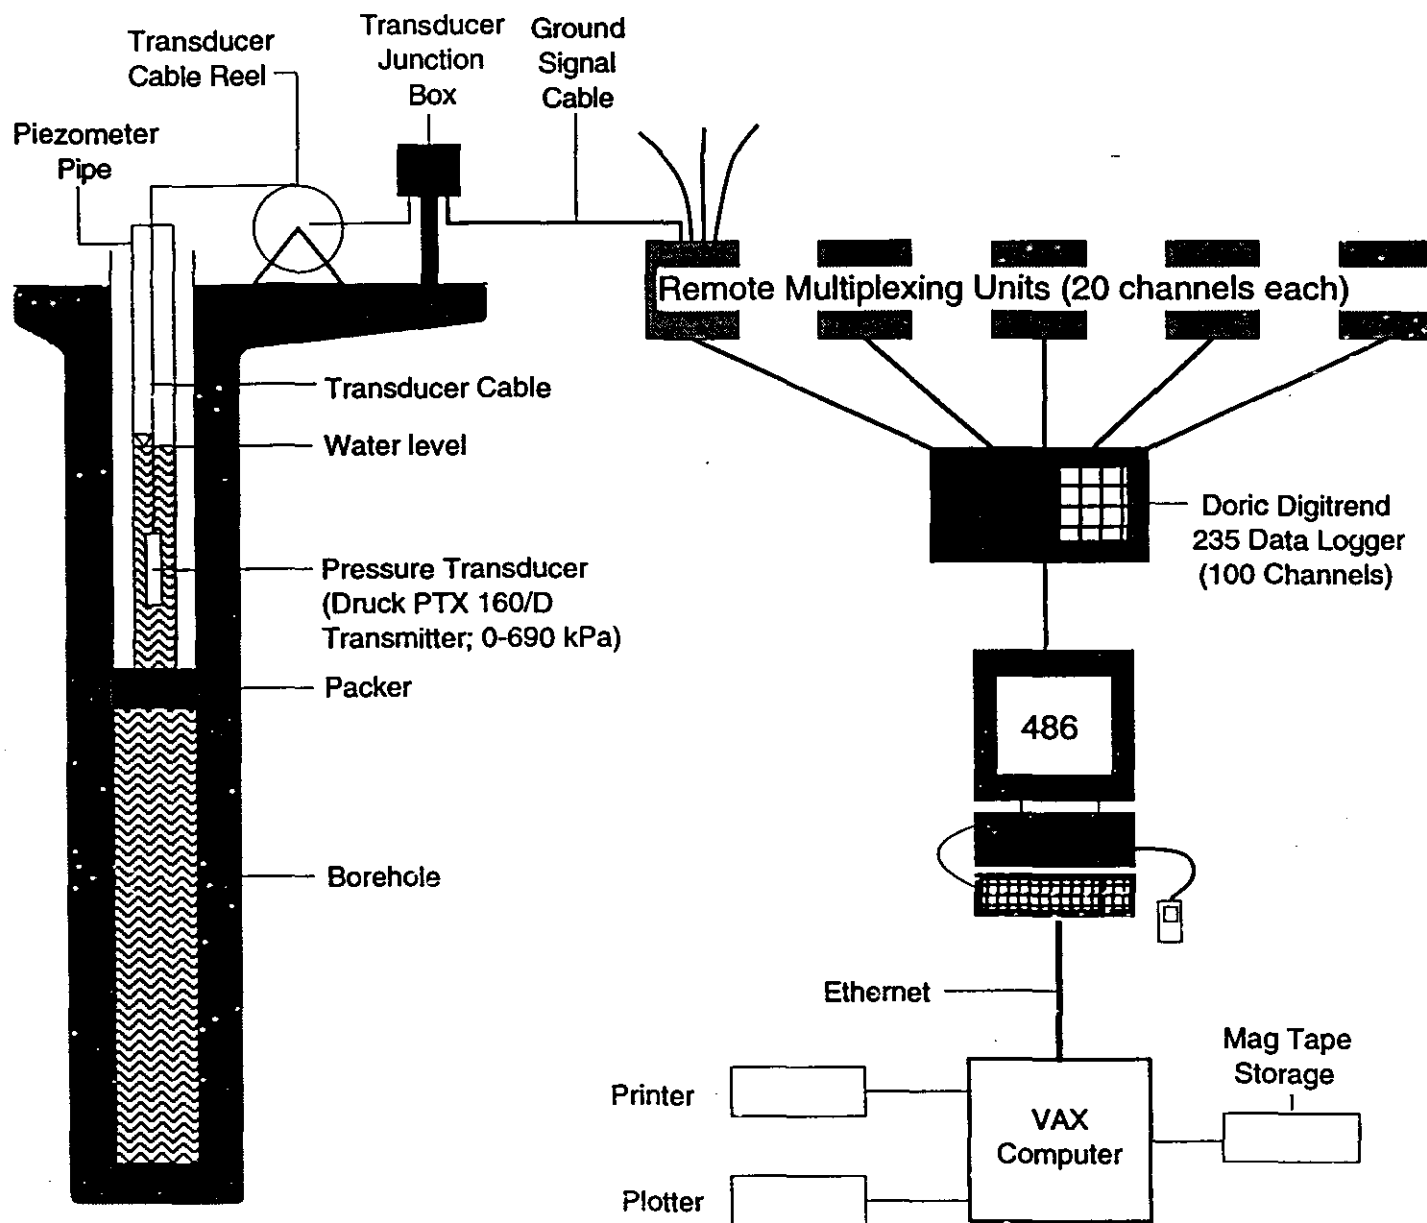 Transducer
Cable Reel
Transducer
Junction
Box
Ground
Signal
Cable
Piezometer
Pipe
Remote Multiplexing Units (20 channels each)
Transducer Cable
Water level
Doric Digitrend
235 Data Logger
(100 Channels)
Pressure Transducer
(Druck PTX 160/D
Transmitter; 0-690 kPa)
Packer
486
Borehole
Ethernet
Mag Tape
Storage
Printer
VAX
Computer
Plotter